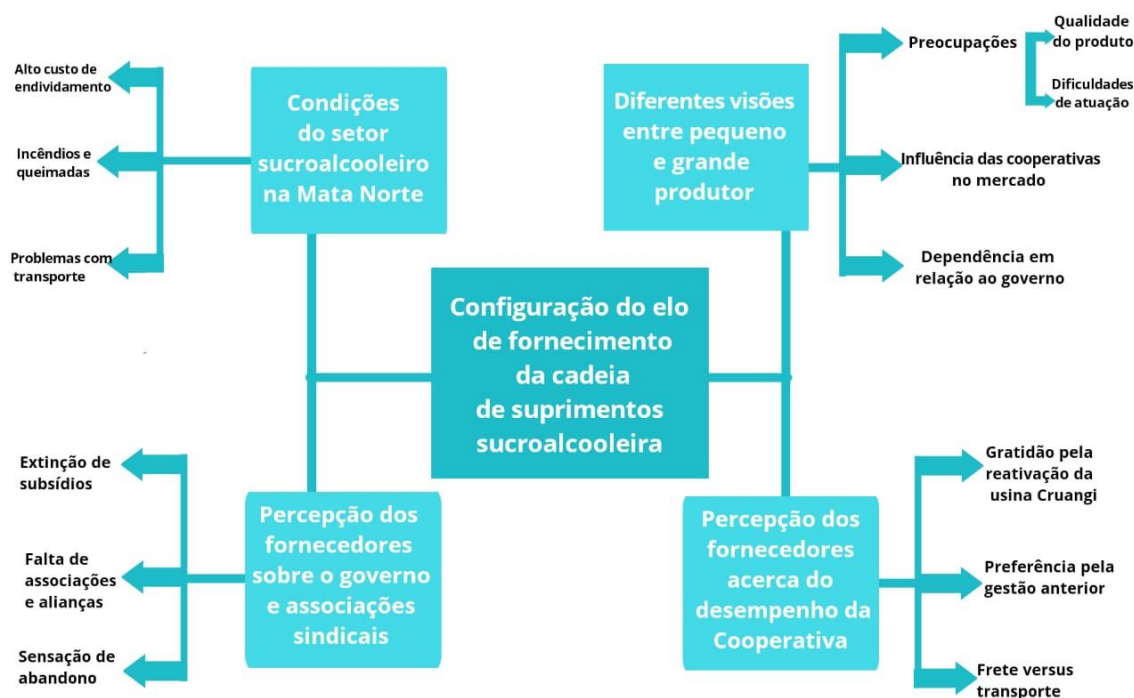 Alto custo de
endividamento
Incêndios e
queimadas
Problemas com
transporte
Condições
do setor
sucroalcooleiro
na Mata Norte
Diferentes visões
entre pequeno
e grande
produtor
Preocupações
Qualidade
do produto
Dificuldades
de atuação
Influência das cooperativas
no mercado
Dependência em
relação ao governo
Configuração do elo
de fornecimento
da cadeia
de suprimentos
sucroalcooleira
Extinção de
subsídios
Falta de
associações
e alianças
Sensação de
abandono
Percepção dos
fornecedores
sobre o governo
e associações
sindicais
Percepção dos
fornecedores
acerca do
desempenho da
Cooperativa
Gratidão pela
reativação da
usina Cruangi
Preferência pela
gestão anterior
Frete versus
transporte